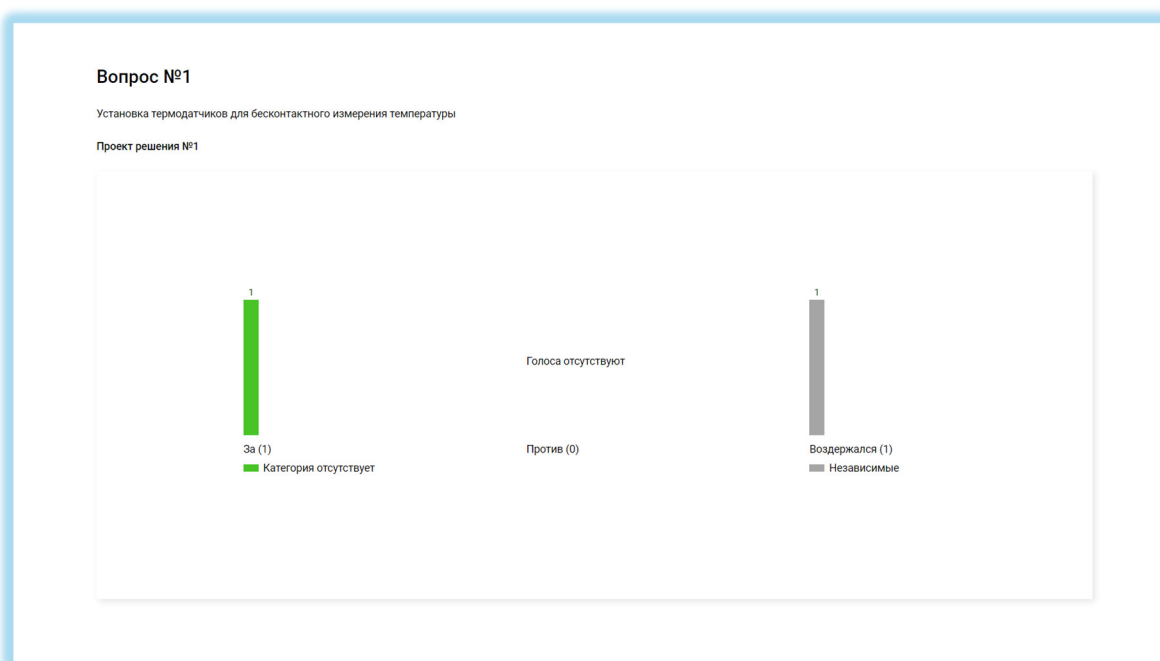 Вопрос №1
Установка термодатчиков для бесконтактного измерения температуры
Проект решения №1
1
1
Голоса отсутствуют
За (1)
Против (0)
Воздержался (1)
Категория отсутствует
Независимые